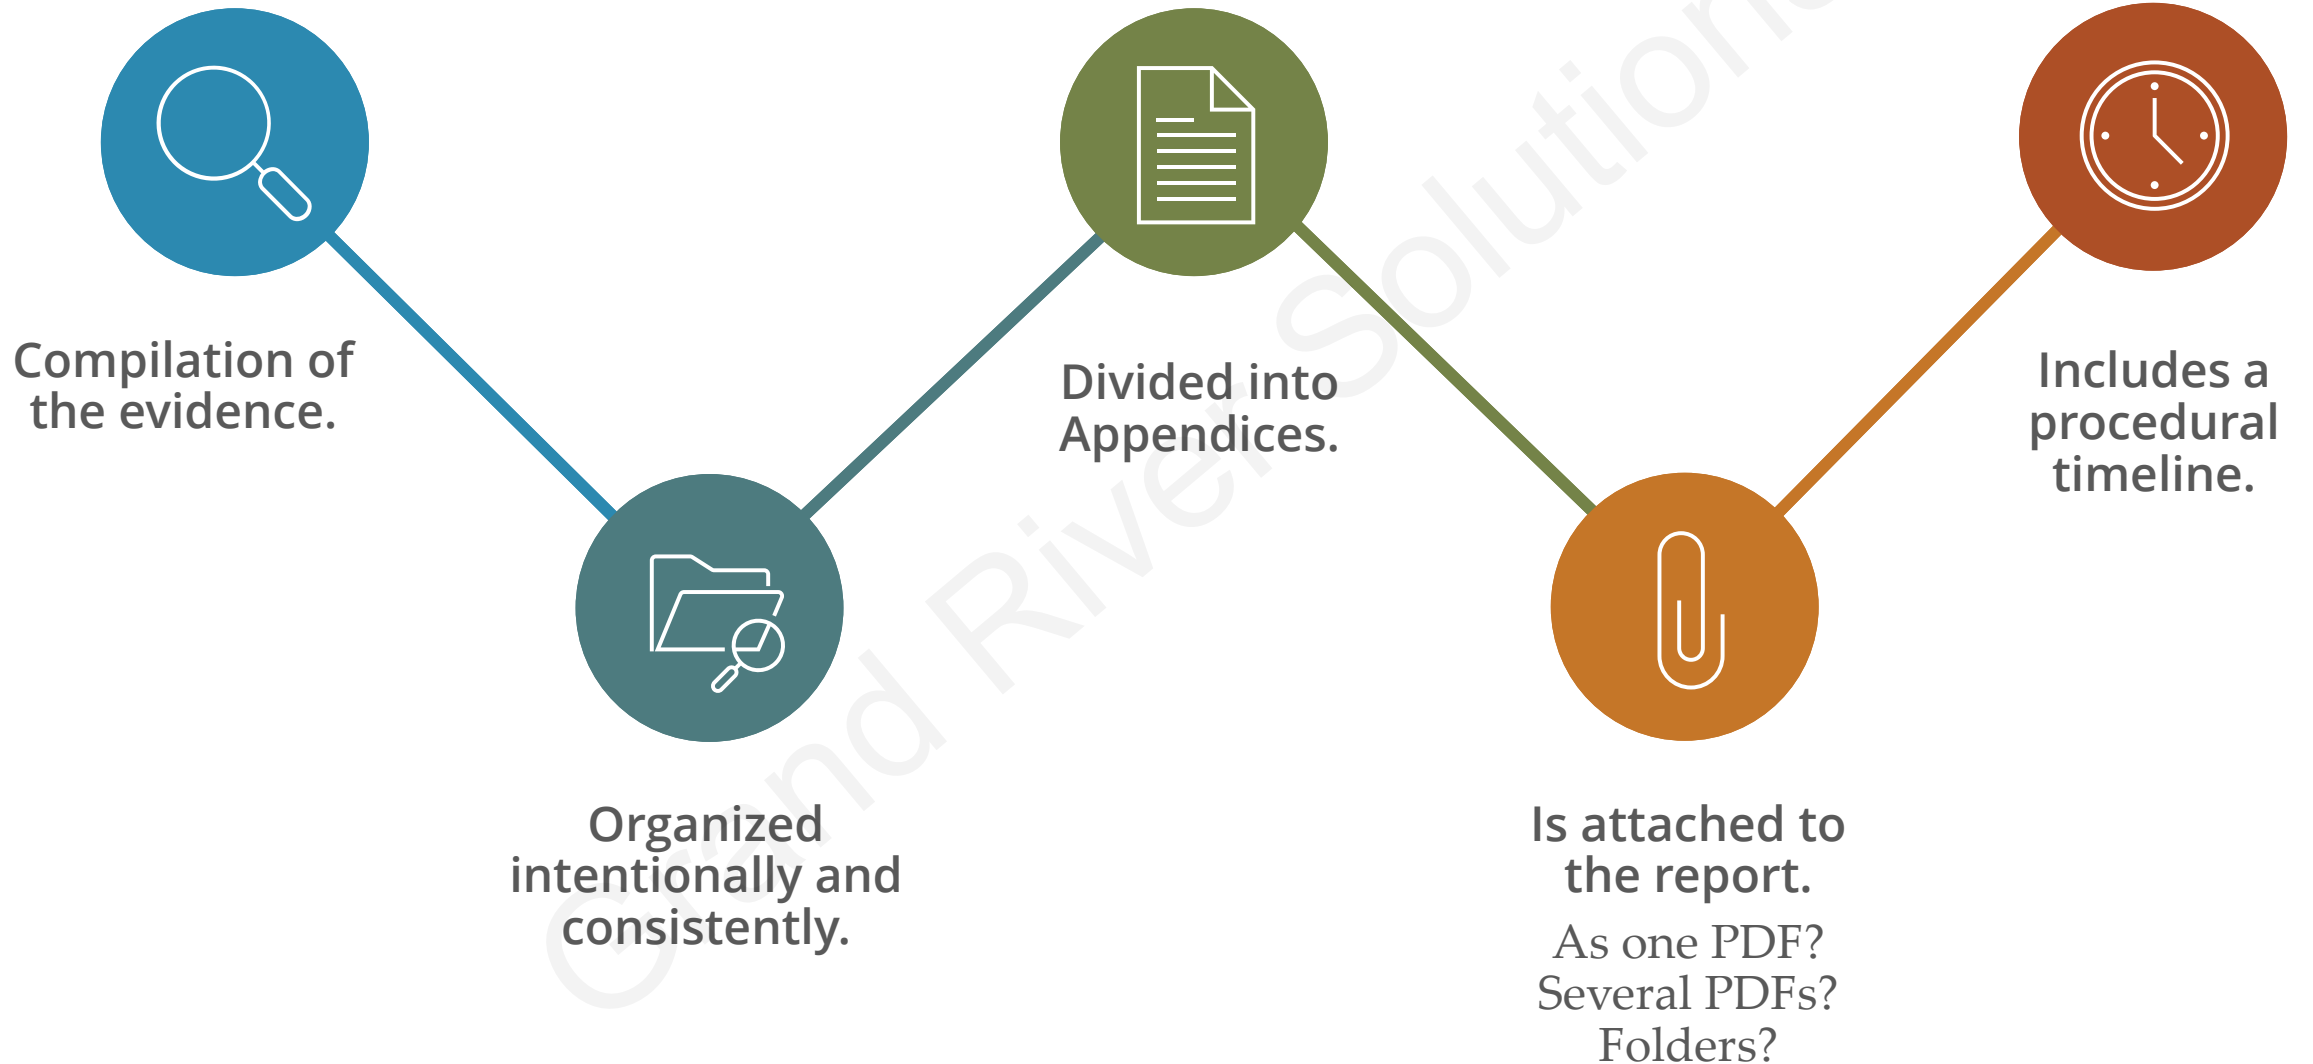 Compilation of
the evidence.
Organized
intentionally and
consistently.
Divided into
Appendices.
Is attached to
the report.
As one PDF?
Several PDFs?
Folders?
Includes a
procedural
timeline.
Grand River Solutions